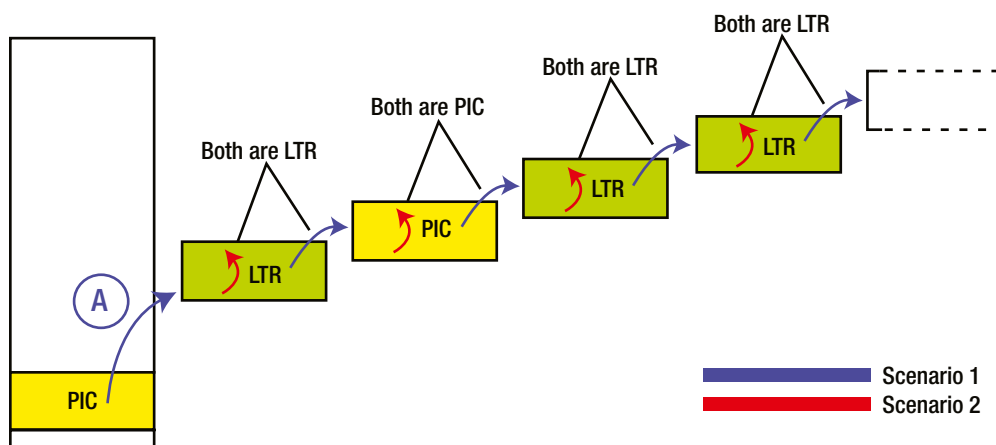 Both are LTR
Both are LTR
Both are PIC
Both are LTR
LTR
LTR
PIC
LTR
A
PIC
Scenario 1
Scenario 2